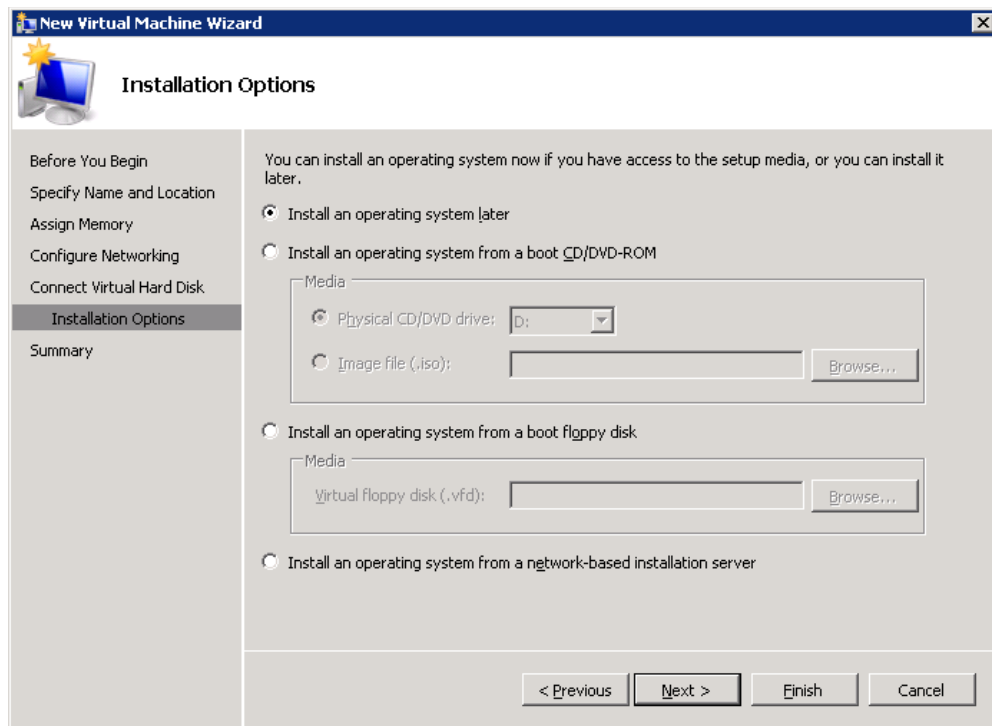 New Virtual Machine Wizard
Installation Options
Before You Begin
Specify Name and Location
Assign Memory
Configure Networking
Connect Virtual Hard Disk
Installation Options
Summary
You can install an operating system now if you have access to the setup media, or you can install it
later.
Install an operating system later
Install an operating system from a boot CD/DVD-ROM
Media
Physical CD/DVD drive: D:
Image file (.iso): Browse...
Install an operating system from a boot floppy disk
Media
Virtual floppy disk (.vfd): Browse...
Install an operating system from a network-based installation server
< Previous Next > Finish Cancel